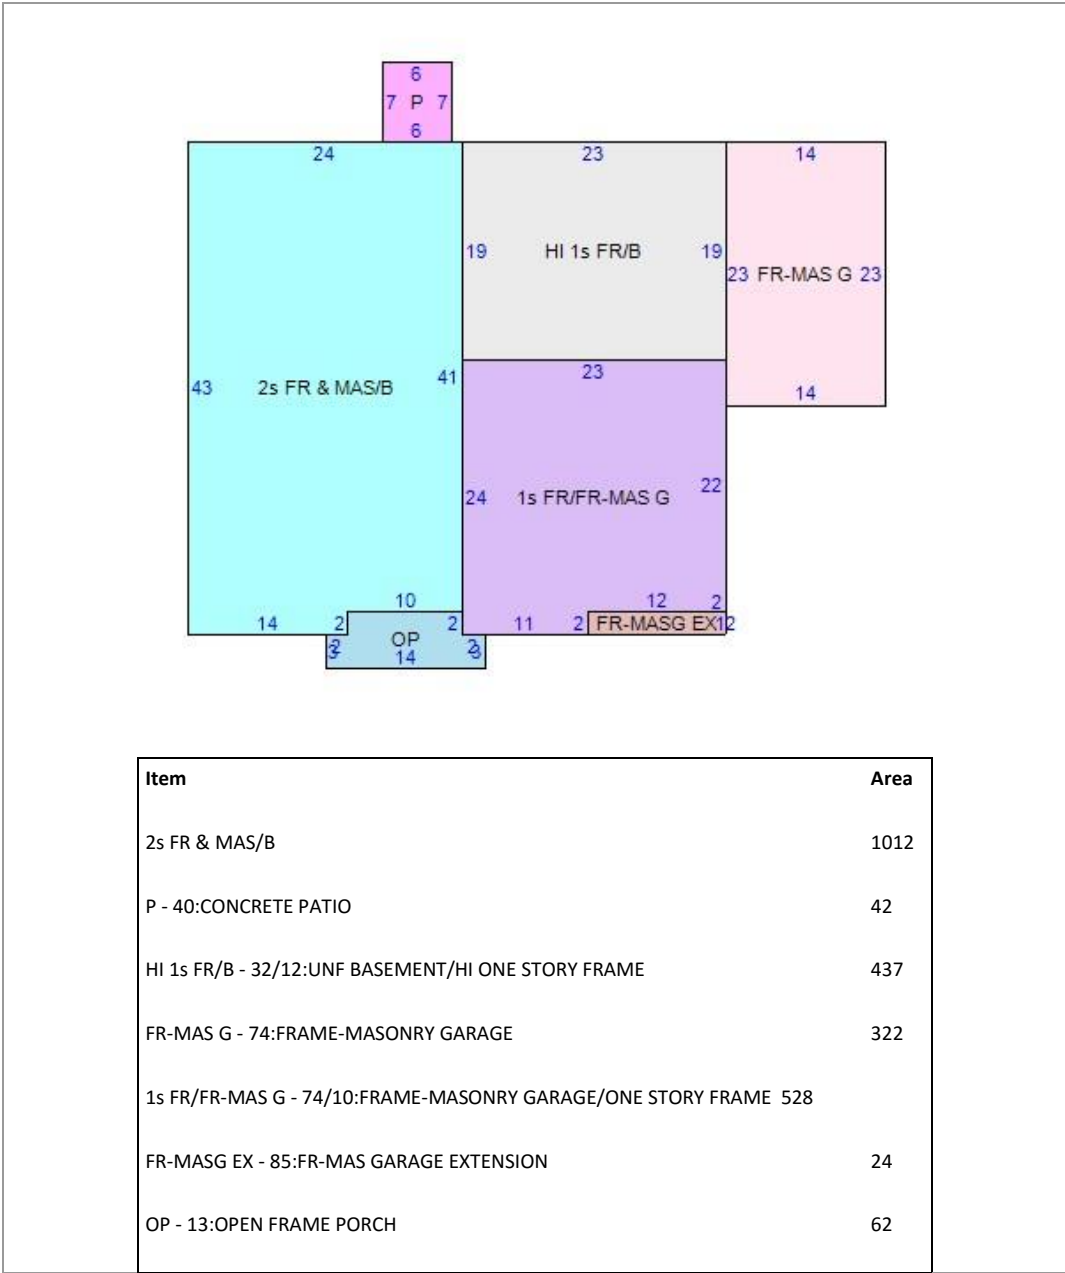 6
7 P 7
6
24
23
14
19
HI 1s FR/B
19
23 FR-MAS G 23
43
2s FR & MAS/B
41
23
14
24
1s FR/FR-MAS G
22
10
12
2
14
2
2
11
2
FR-MASG EX
12
3
2
OP
2
3
14
Item Area
2s FR & MAS/B 1012
P - 40:CONCRETE PATIO 42
HI 1s FR/B - 32/12:UNF BASEMENT/HI ONE STORY FRAME 437
FR-MAS G - 74:FRAME-MASONRY GARAGE 322
1s FR/FR-MAS G - 74/10:FRAME-MASONRY GARAGE/ONE STORY FRAME 528
FR-MASG EX - 85:FR-MAS GARAGE EXTENSION 24
OP - 13:OPEN FRAME PORCH 62